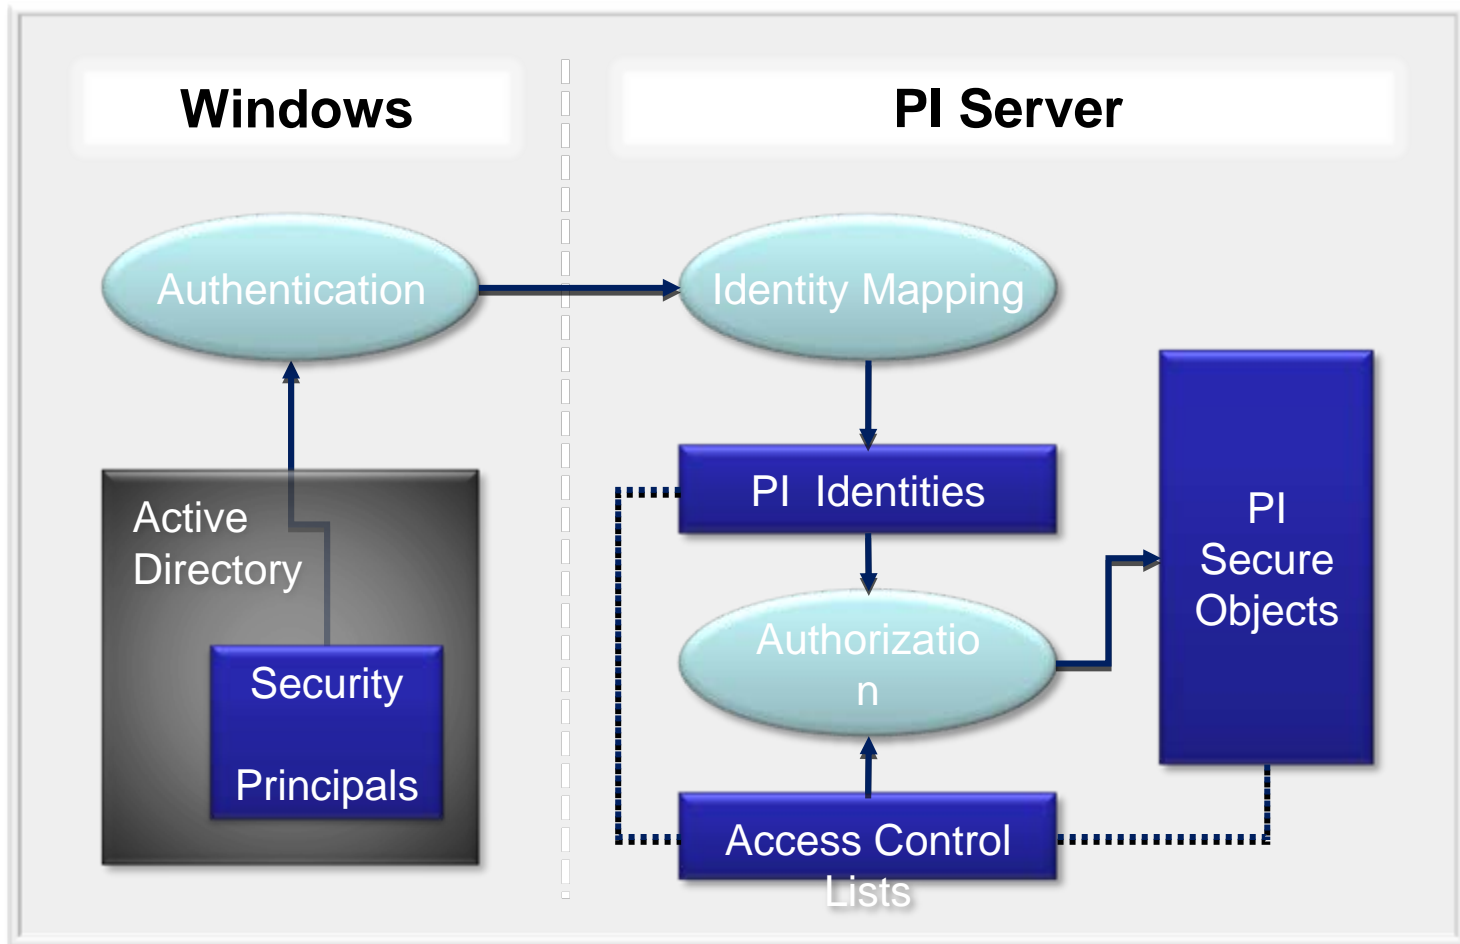 Windows
PI Server
Authentication
Identity Mapping
Active
Directory
Security
Principals
PI Identities
Authorizatio
n
Access Control
Lists
PI
Secure
Objects